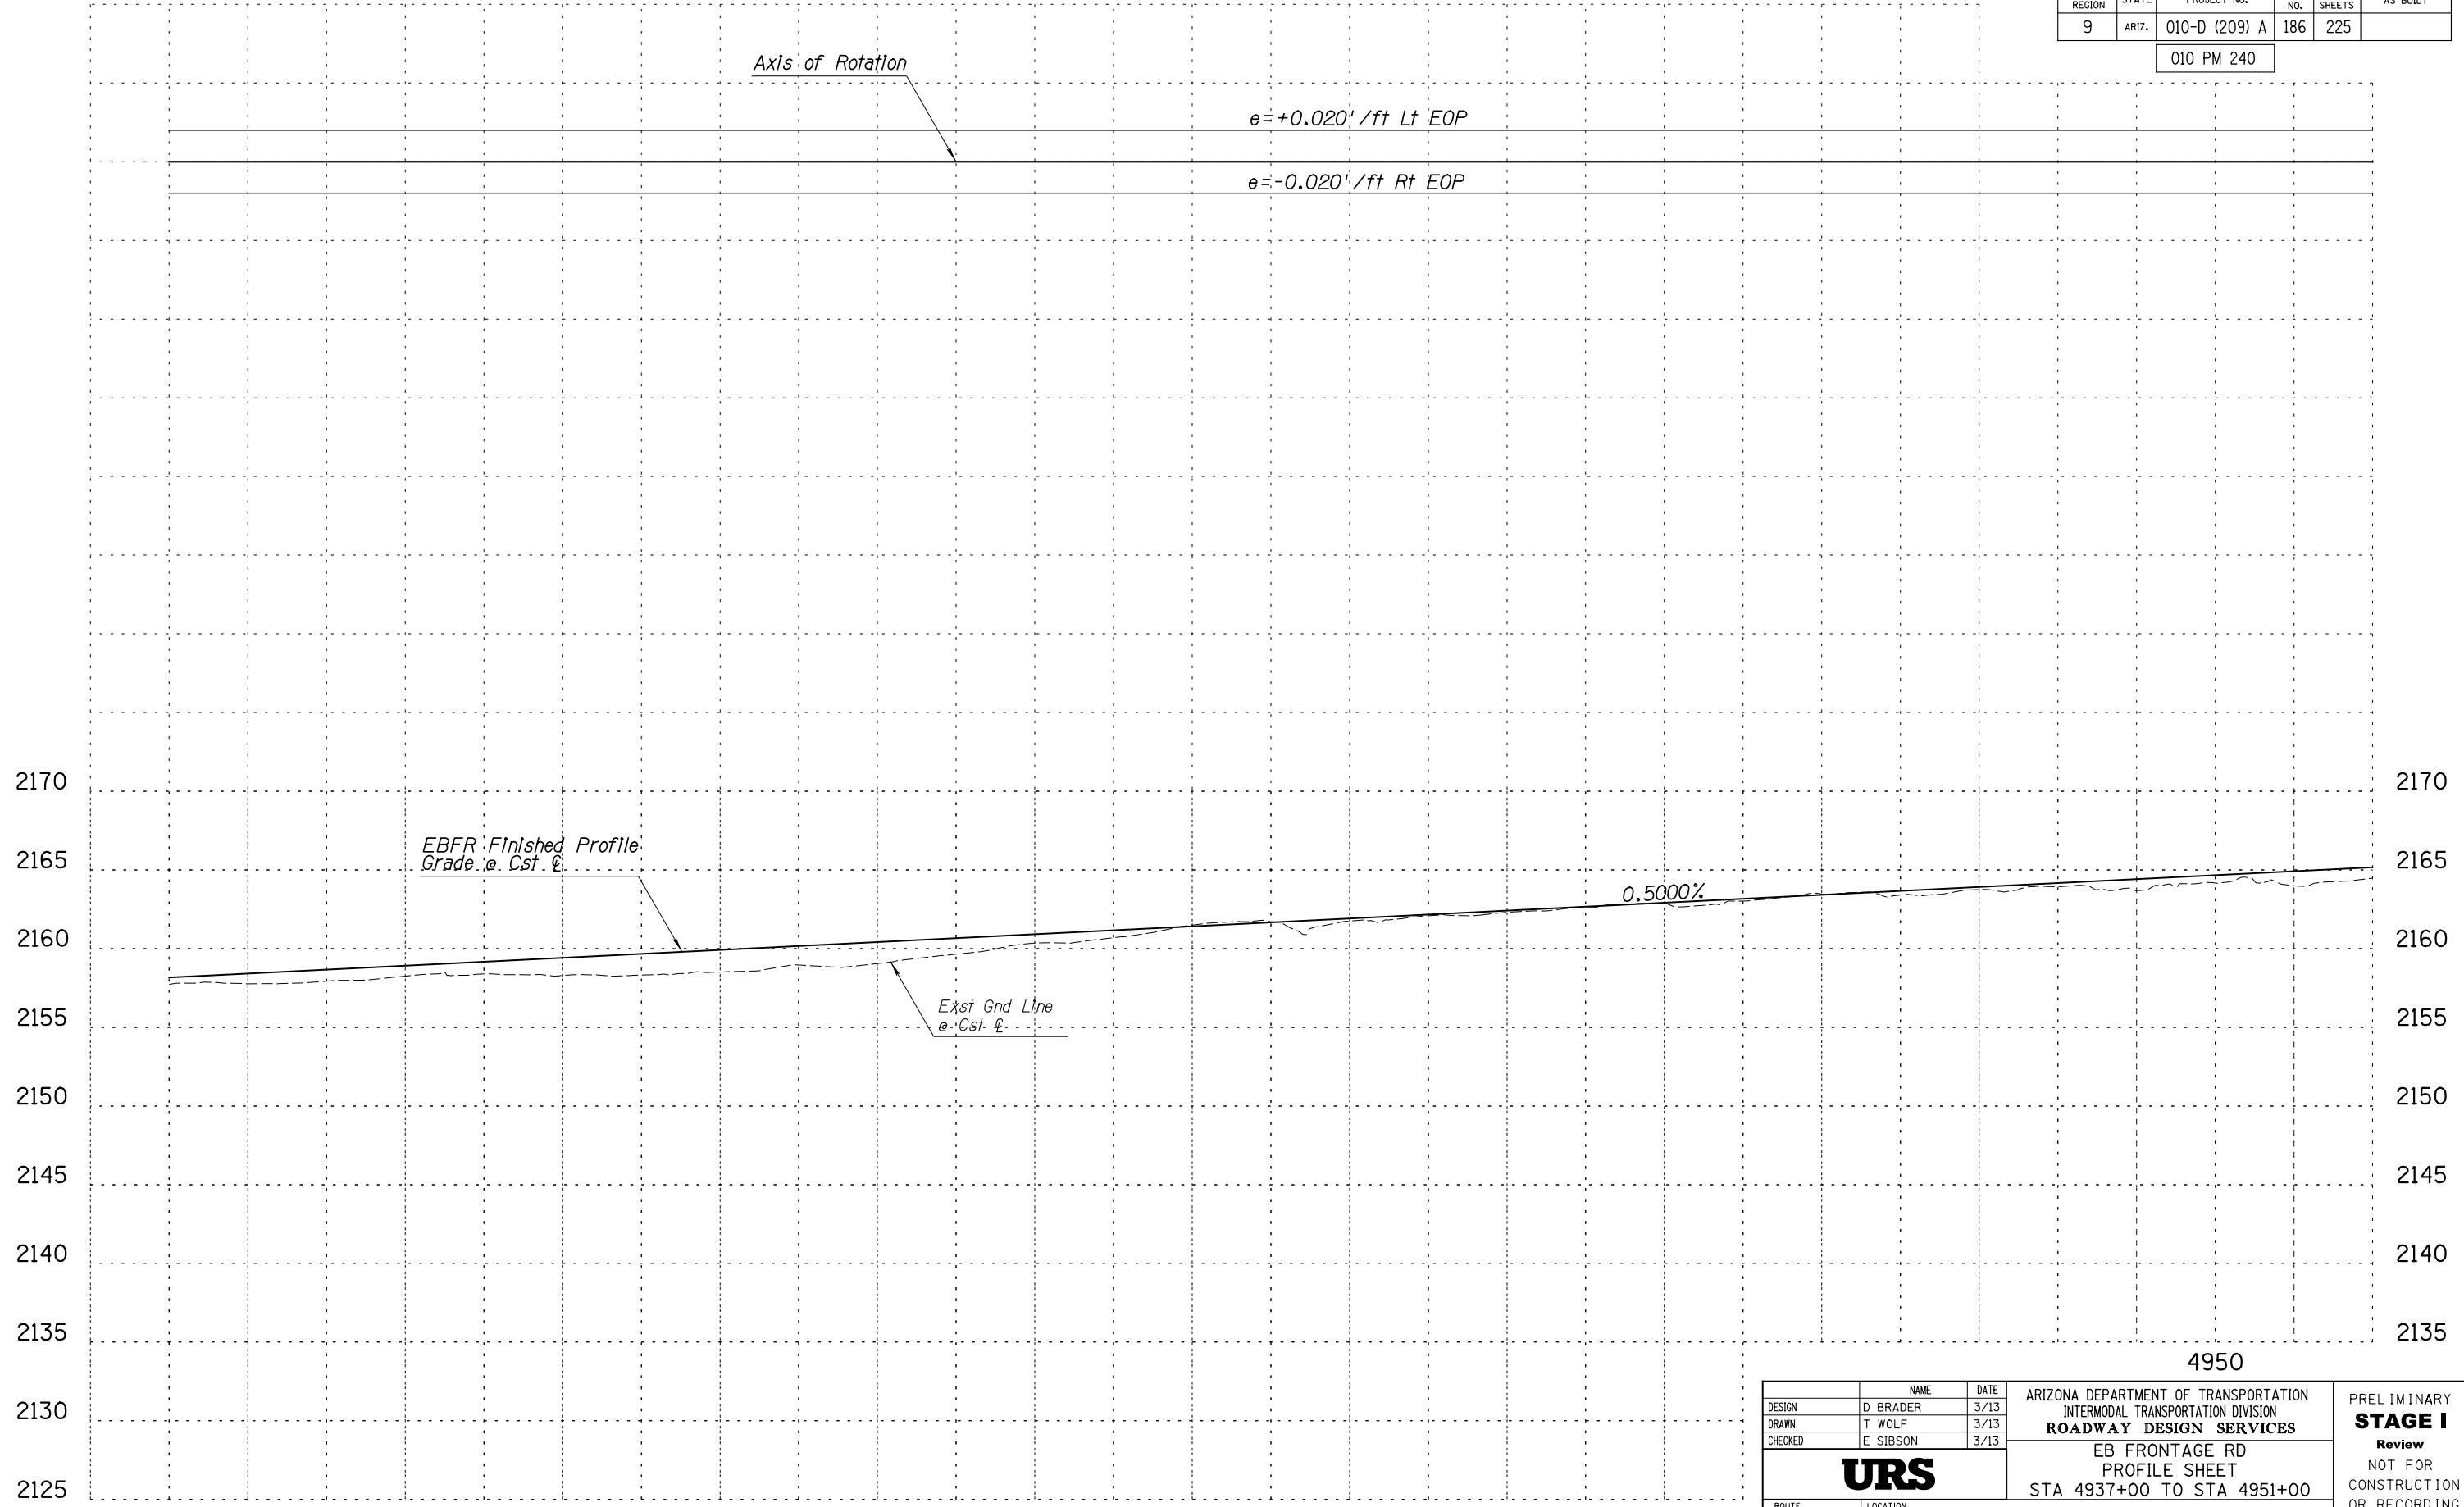 REGION STATE PROJECT NO. NO. SHEETS AS BUILT
9 ARIZ. 010-D (209) A 186 225
010 PM 240
Axis of Rotation
e=+0.020'/ft Lt EOP
e=-0.020'/ft Rt EOP
2170 2170
EBFR Finished Profile
Grade @ Cst ℄
2165 2165
0.5000%
2160 2160
Exst Gnd Line
@ Cst ℄
2155 2155
2150 2150
2145 2145
2140 2140
2135 2135
4950
2130
2125
NAME DATE
DESIGN D BRADER 3/13
DRAWN T WOLF 3/13
CHECKED E SIBSON 3/13
URS
ROUTE LOCATION
ARIZONA DEPARTMENT OF TRANSPORTATION
INTERMODAL TRANSPORTATION DIVISION
ROADWAY DESIGN SERVICES
EB FRONTAGE RD
PROFILE SHEET
STA 4937+00 TO STA 4951+00
PRELIMINARY
STAGE I
Review
NOT FOR
CONSTRUCTION
OR RECORDING